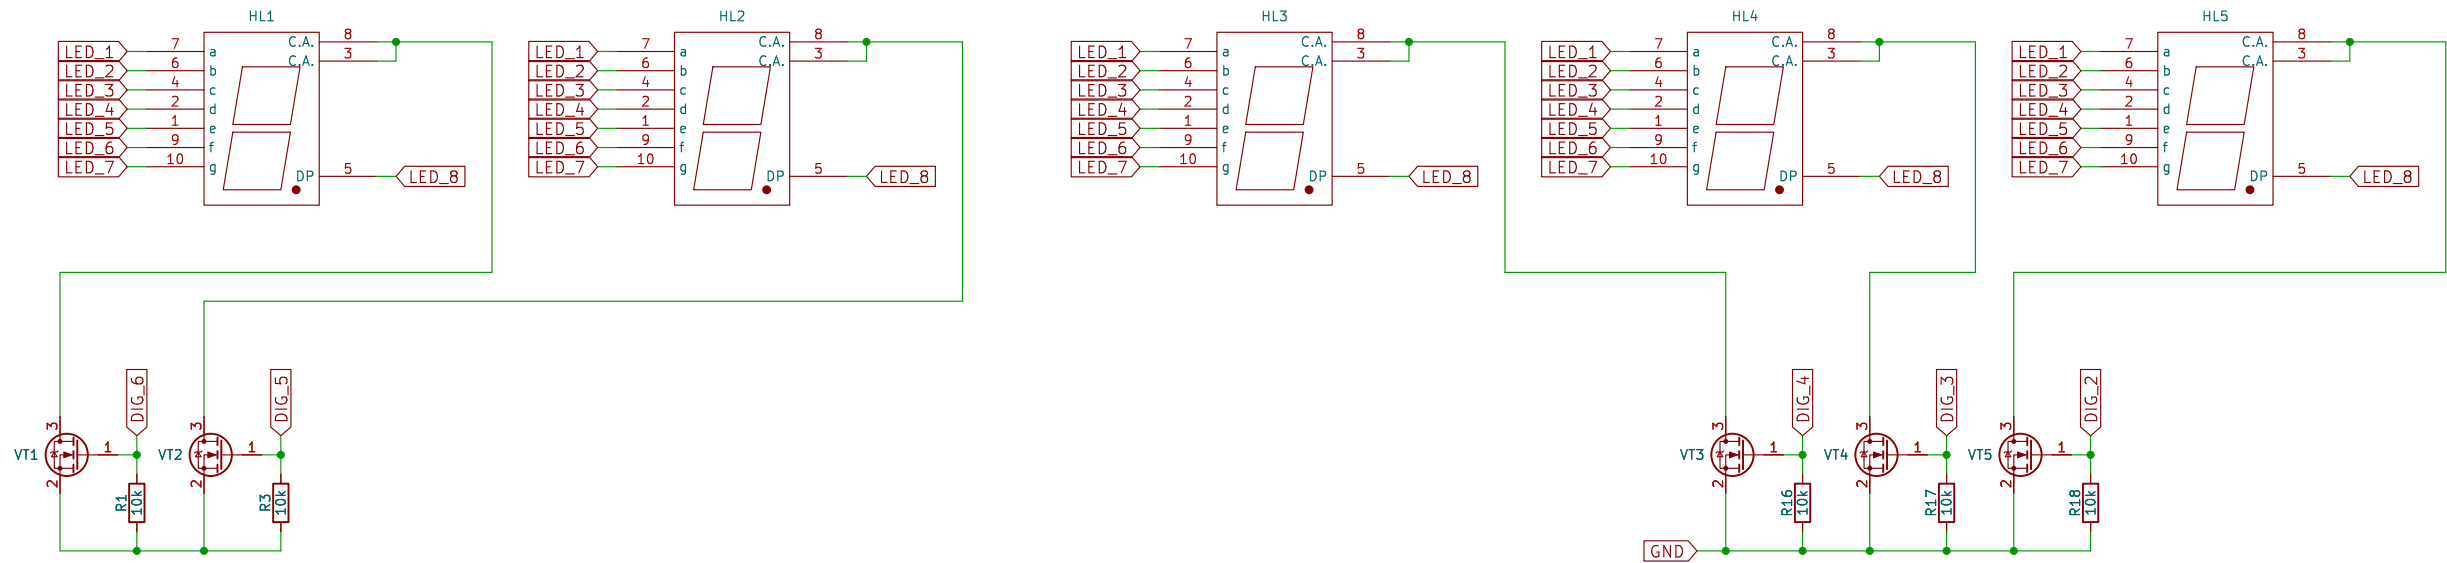 HL1
HL2
HL3
HL4
HL5
LED_1 7 a C.A. 8
LED_2 6 b C.A. 3
LED_3 4 c
LED_4 2 d
LED_5 1 e
LED_6 9 f
LED_7 10 g
DP 5 LED_8
LED_1 7 a C.A. 8
LED_2 6 b C.A. 3
LED_3 4 c
LED_4 2 d
LED_5 1 e
LED_6 9 f
LED_7 10 g
DP 5 LED_8
LED_1 7 a C.A. 8
LED_2 6 b C.A. 3
LED_3 4 c
LED_4 2 d
LED_5 1 e
LED_6 9 f
LED_7 10 g
DP 5 LED_8
LED_1 7 a C.A. 8
LED_2 6 b C.A. 3
LED_3 4 c
LED_4 2 d
LED_5 1 e
LED_6 9 f
LED_7 10 g
DP 5 LED_8
LED_1 7 a C.A. 8
LED_2 6 b C.A. 3
LED_3 4 c
LED_4 2 d
LED_5 1 e
LED_6 9 f
LED_7 10 g
DP 5 LED_8
DIG_6
3
VT1 1
2
R1 10k
DIG_5
3
VT2 1
2
R3 10k
DIG_4
3
VT3 1
2
R16 10k
DIG_3
3
VT4 1
2
R17 10k
DIG_2
3
VT5 1
2
R18 10k
GND